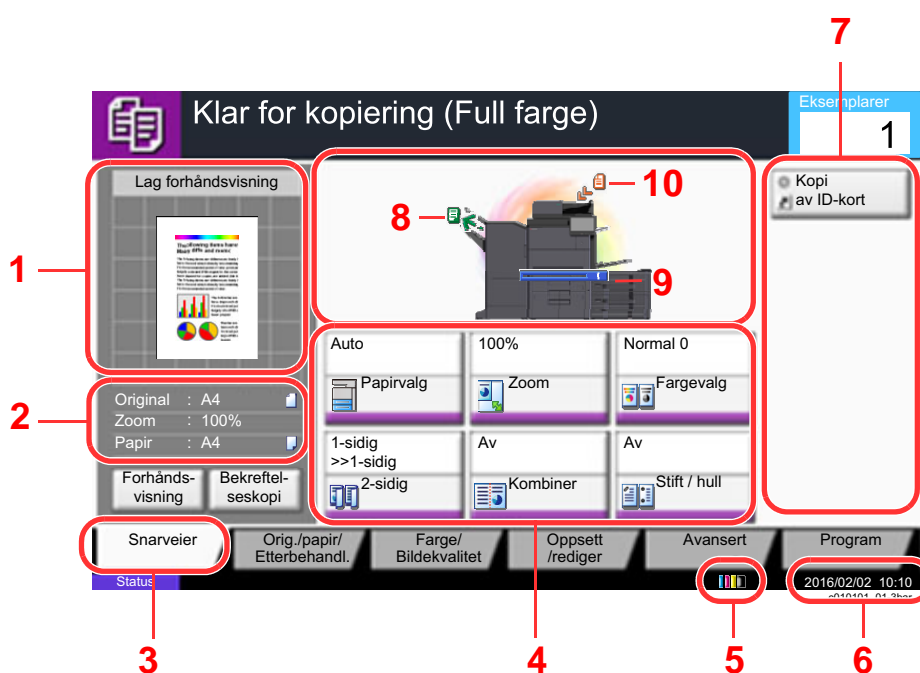 7
Klar for kopiering (Full farge)
Eksemplarer
1
Lag forhåndsvisning
10
8
9
Kopi
av ID-kort
1
Auto
100%
Normal 0
Papirvalg
Zoom
Fargevalg
2
Original : A4
Zoom : 100%
Papir : A4
1-sidig
>>1-sidig
Av
Av
2-sidig
Kombiner
Stift / hull
Forhånds-
visning
Bekreftel-
seskopi
Snarveier
Orig./papir/
Etterbehandl.
Farge/
Bildekvalitet
Oppsett
/rediger
Avansert
Program
Status
2016/02/02 10:10
3
4
5
6